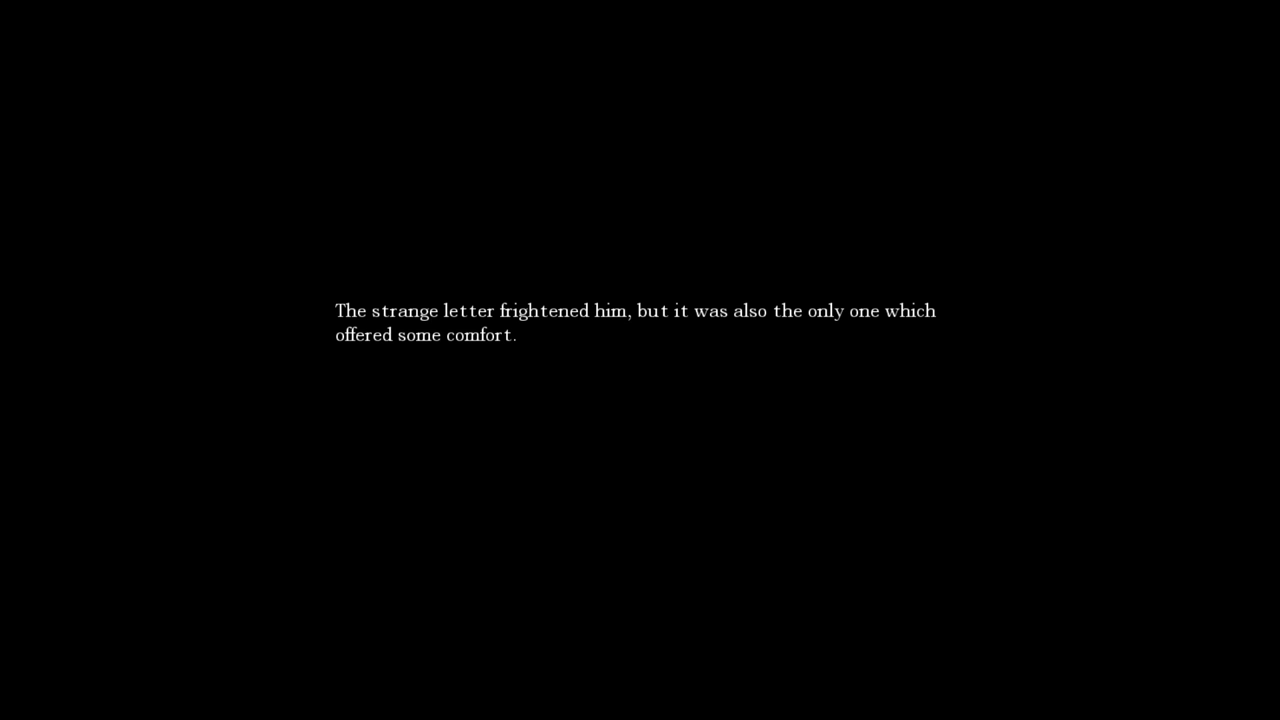 The strange letter frightened him, but it was also the only one which
offered some comfort.